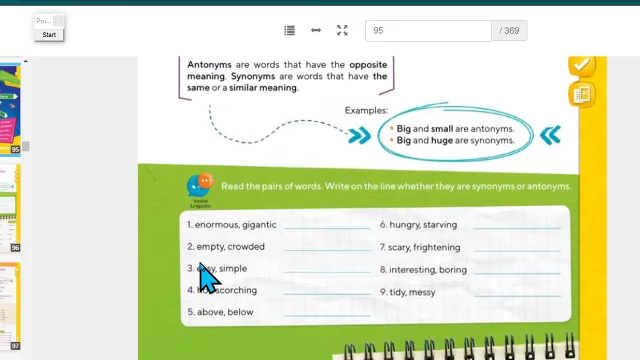 Poi...
Start
95
/ 369
Antonyms are words that have the opposite
meaning. Synonyms are words that have the
same or a similar meaning.
Examples:
Big and small are antonyms.
Big and huge are synonyms.
Verbal
Linguistic
Read the pairs of words. Write on the line whether they are synonyms or antonyms.
1. enormous, gigantic
2. empty, crowded
3. easy, simple
4. hot, scorching
5. above, below
6. hungry, starving
7. scary, frightening
8. interesting, boring
9. tidy, messy
95
96
97